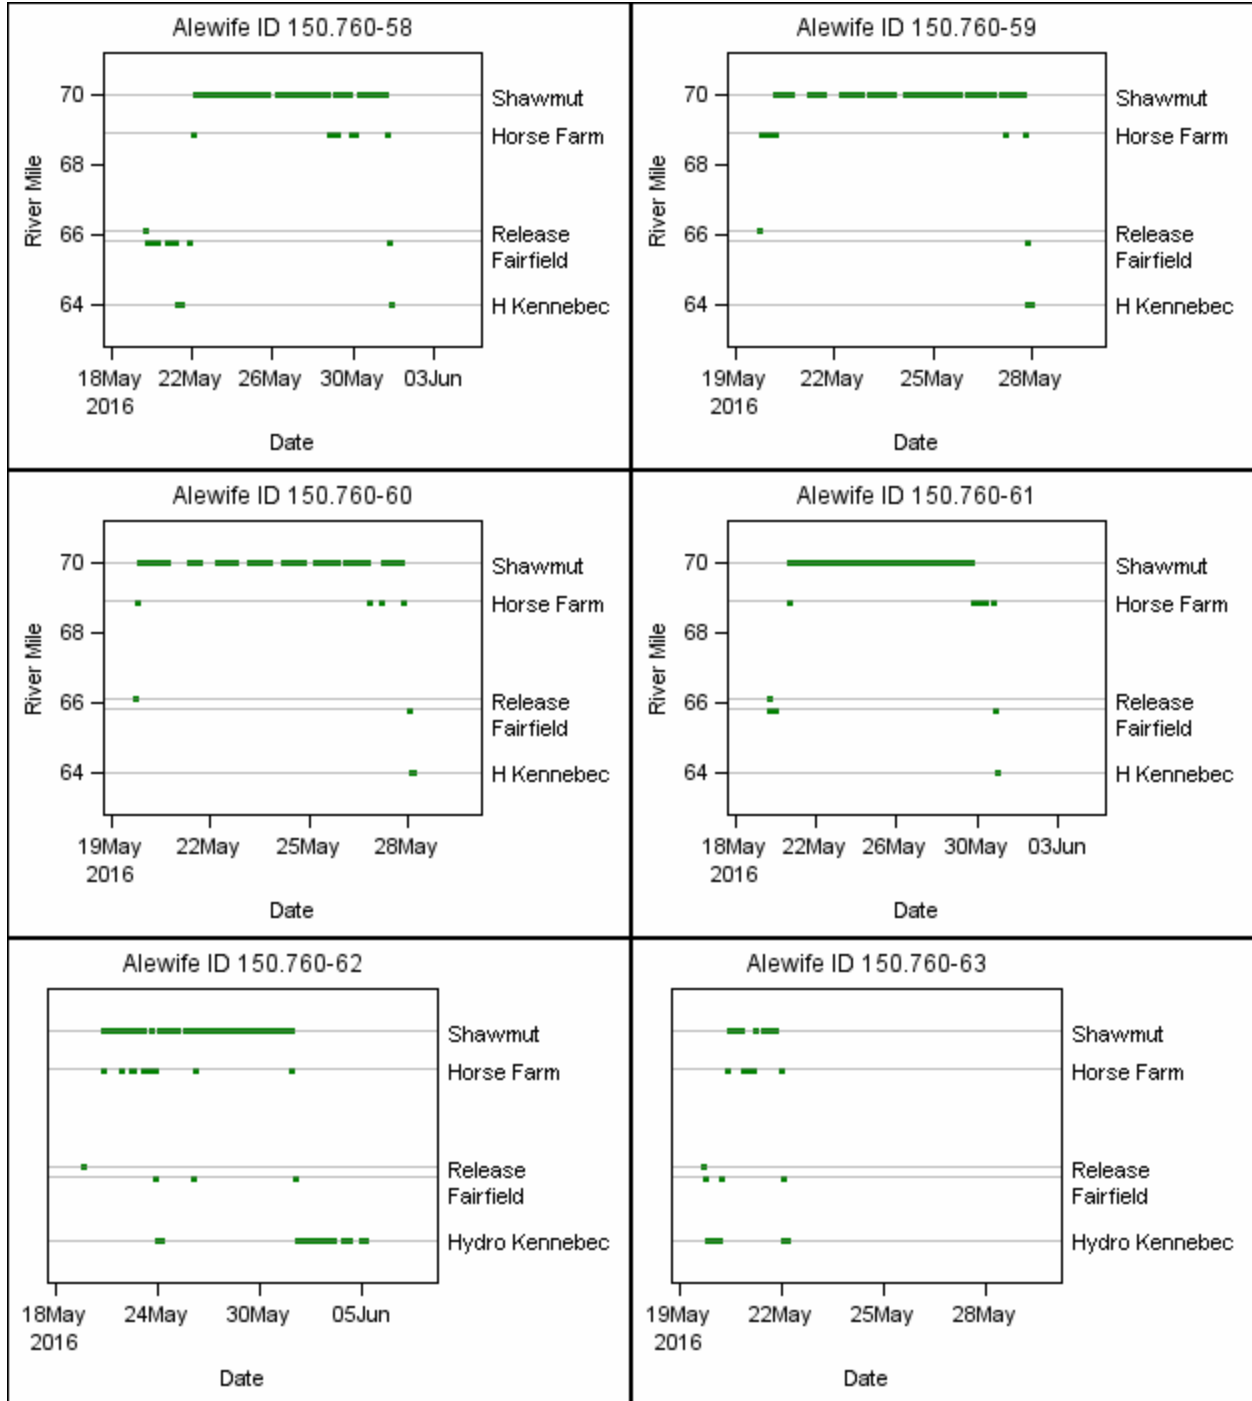 Alewife ID 150.760-58
River Mile
70
68
66
64
Shawmut
Horse Farm
Release
Fairfield
H Kennebec
18May 22May 26May 30May 03Jun
2016
Date
Alewife ID 150.760-59
River Mile
70
68
66
64
Shawmut
Horse Farm
Release
Fairfield
H Kennebec
19May 22May 25May 28May
2016
Date
Alewife ID 150.760-60
River Mile
70
68
66
64
Shawmut
Horse Farm
Release
Fairfield
H Kennebec
19May 22May 25May 28May
2016
Date
Alewife ID 150.760-61
River Mile
70
68
66
64
Shawmut
Horse Farm
Release
Fairfield
H Kennebec
18May 22May 26May 30May 03Jun
2016
Date
Alewife ID 150.760-62
Shawmut
Horse Farm
Release
Fairfield
Hydro Kennebec
18May 24May 30May 05Jun
2016
Date
Alewife ID 150.760-63
Shawmut
Horse Farm
Release
Fairfield
Hydro Kennebec
19May 22May 25May 28May
2016
Date